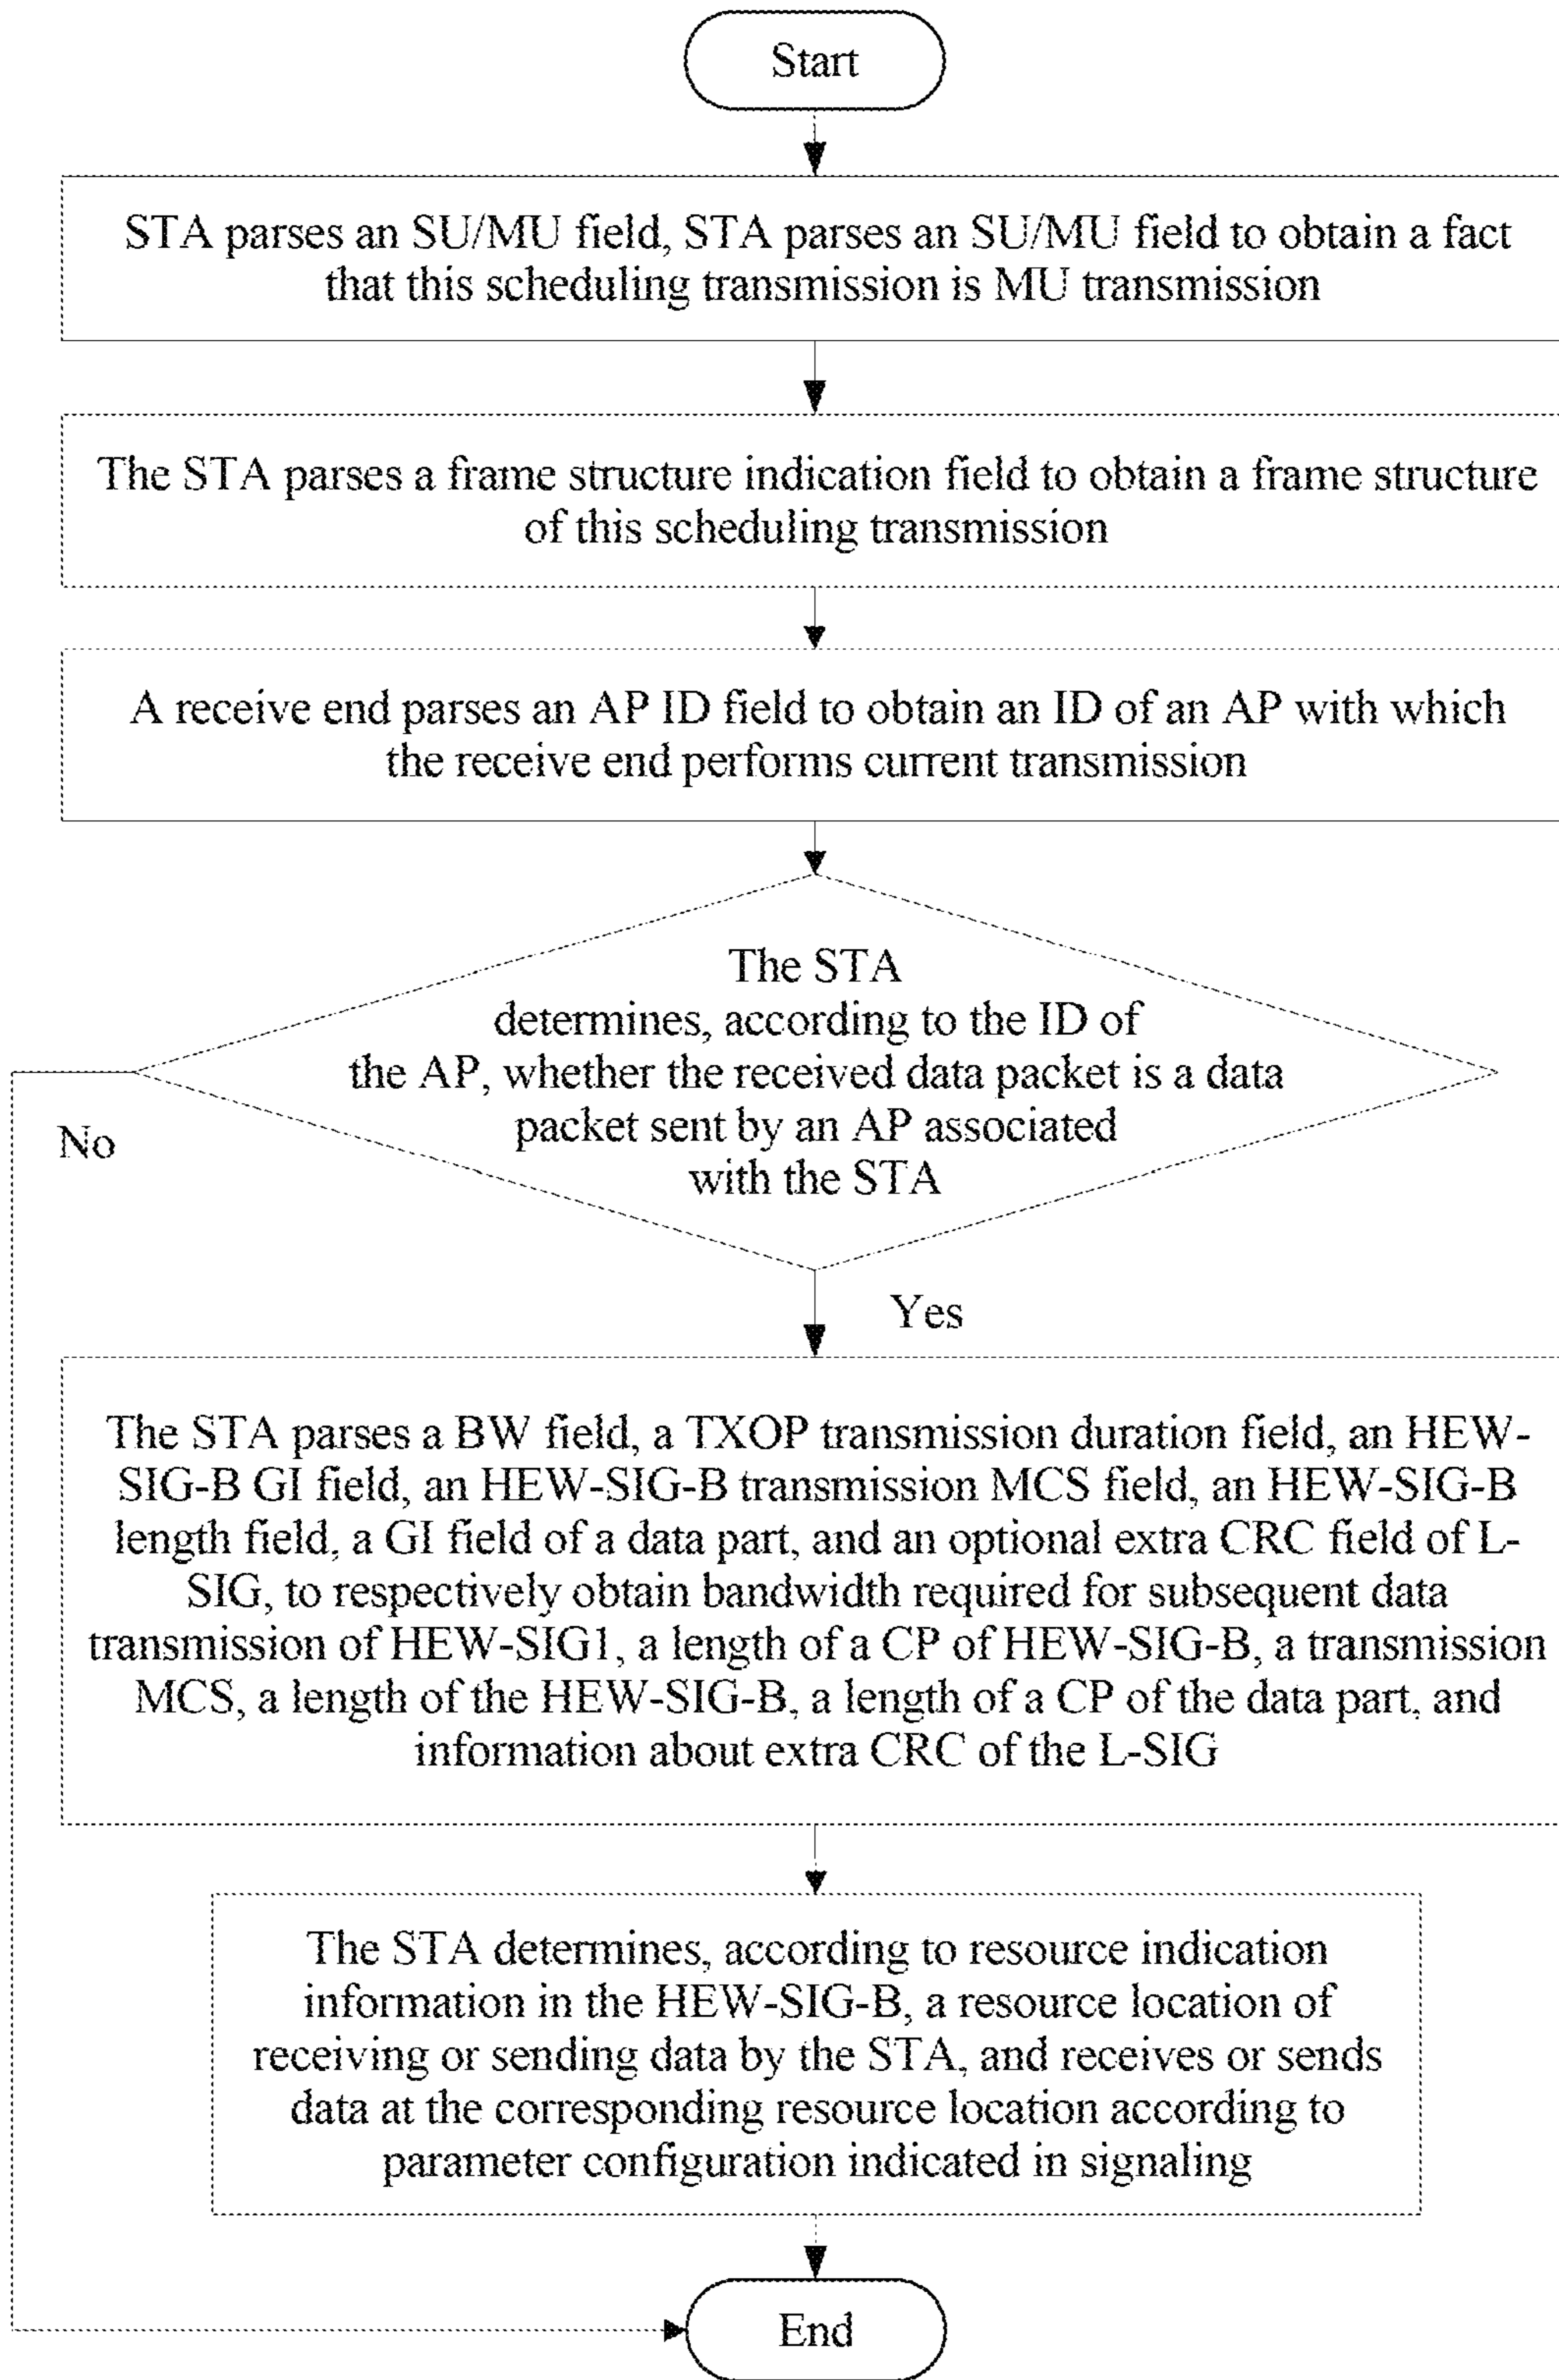 Start
STA parses an SU/MU field, STA parses an SU/MU field to obtain a fact
that this scheduling transmission is MU transmission
The STA parses a frame structure indication field to obtain a frame structure
of this scheduling transmission
A receive end parses an AP ID field to obtain an ID of an AP with which
the receive end performs current transmission
The STA
determines, according to the ID of
the AP, whether the received data packet is a data
packet sent by an AP associated
with the STA
No
Yes
The STA parses a BW field, a TXOP transmission duration field, an HEW-
SIG-B GI field, an HEW-SIG-B transmission MCS field, an HEW-SIG-B
length field, a GI field of a data part, and an optional extra CRC field of L-
SIG, to respectively obtain bandwidth required for subsequent data
transmission of HEW-SIG1, a length of a CP of HEW-SIG-B, a transmission
MCS, a length of the HEW-SIG-B, a length of a CP of the data part, and
information about extra CRC of the L-SIG
The STA determines, according to resource indication
information in the HEW-SIG-B, a resource location of
receiving or sending data by the STA, and receives or sends
data at the corresponding resource location according to
parameter configuration indicated in signaling
End